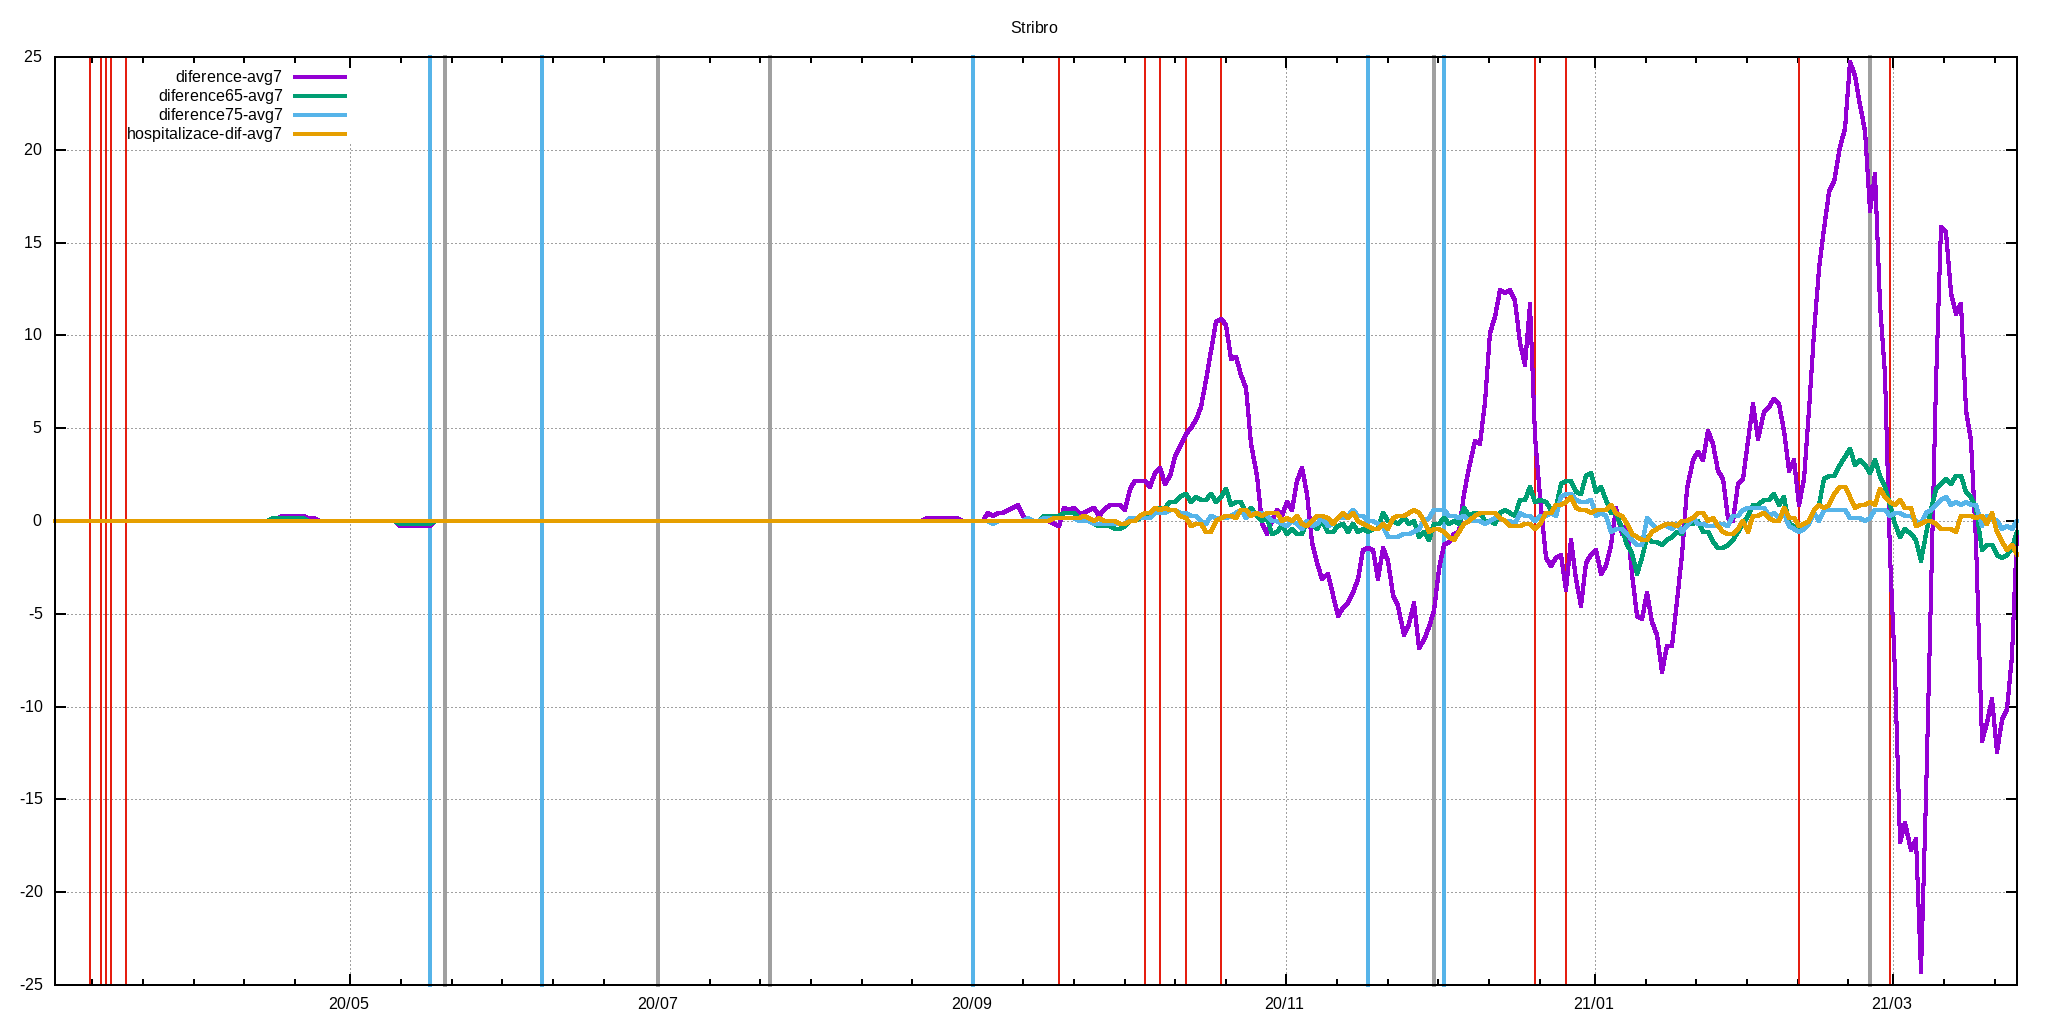 Stribro
diference-avg7
diference65-avg7
diference75-avg7
hospitalizace-dif-avg7
25
20
15
10
5
0
-5
-10
-15
-20
-25
20/05 20/07 20/09 20/11 21/01 21/03